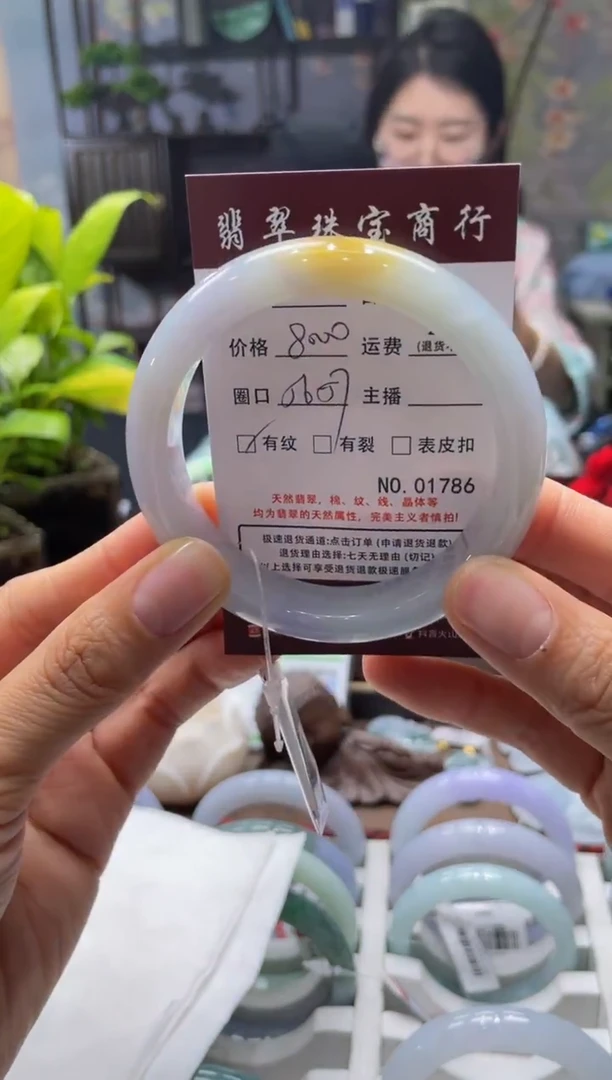 翡翠珠宝商行
价格 8000 运费
(退货
圈口 主播
有纹 有裂 表皮扣
NO. 01786
天然翡翠，棉、纹、线、晶体等
均为翡翠的天然属性，完美主义者慎拍!
极速退货通道:点击订单 (申请退货退款)
退货理由选择:七天无理由 (切记)
以上选择可享受退货退款极速
抖音火山